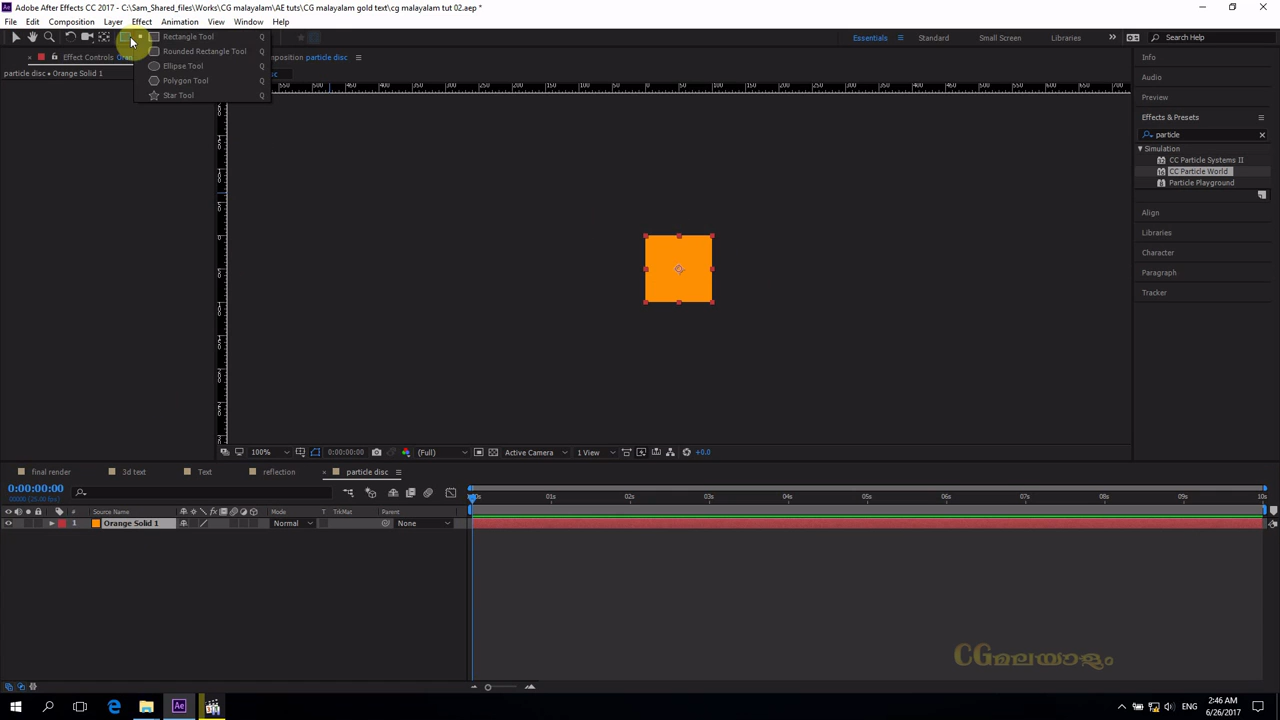 Adobe After Effects CC 2017 - C:\Sam_Shared_files\Works\CG malayalam\AE tuts\CG malayalam gold text\cg malayalam tut 02.aep *
File Edit Composition Layer Effect Animation View Window Help
Rectangle Tool Q
Rounded Rectangle Tool Q
Ellipse Tool Q
Polygon Tool Q
Star Tool Q
Essentials Standard Small Screen Libraries Search Help
Effect Controls
particle disc
particle disc • Orange Solid 1
Info
Audio
Preview
Effects & Presets
particle
Simulation
CC Particle Systems II
CC Particle World
Particle Playground
Align
Libraries
Character
Paragraph
Tracker
100% 0:00:00:00 (Full) Active Camera 1 View +0.0
final render 3d text Text reflection particle disc
0:00:00:00
00000 (25.00 fps)
01s 02s 03s 04s 05s 06s 07s 08s 09s 10s
# Source Name Mode T TrkMat Parent
1 Orange Solid 1 Normal None
CGമലയാളം
ENG 2:46 AM
6/26/2017